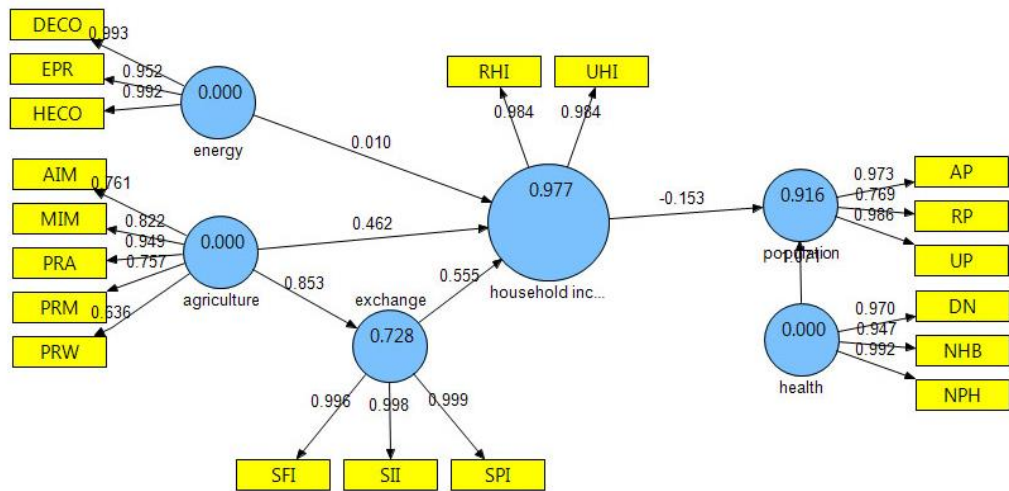 DECO
0.993
EPR
0.952
HECO
0.992
0.000
energy
RHI
UHI
0.984
0.984
0.010
AIM
0.761
MIM
0.822
PRA
0.949
PRM
0.757
PRW
0.636
0.000
agriculture
0.462
0.853
exchange
0.728
0.555
0.977
household inc...
-0.153
0.916
population
AP
0.973
RP
0.769
UP
0.986
0.000
health
DN
0.970
NHB
0.947
NPH
0.992
0.996
0.998
0.999
SFI
SII
SPI